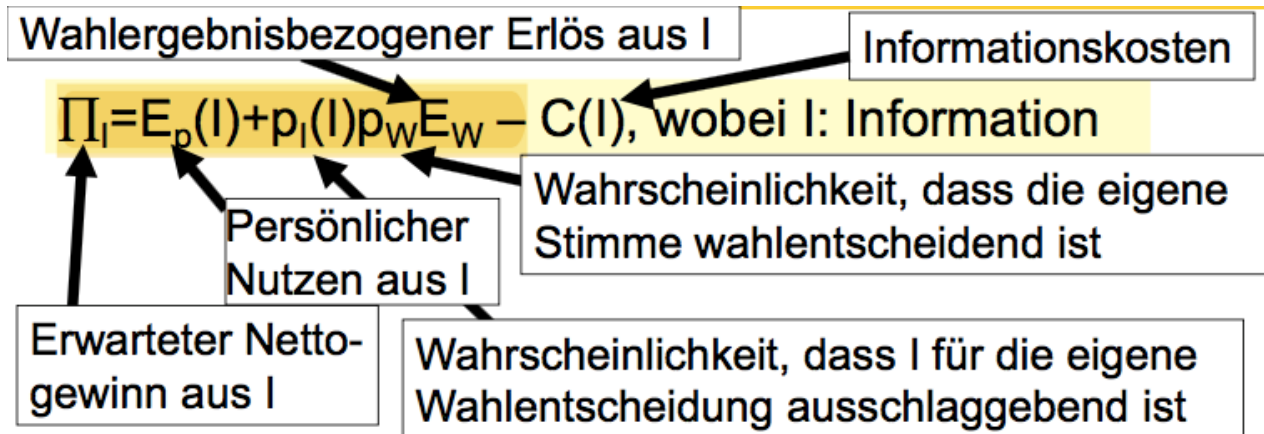 Wahlergebnisbezogener Erlös aus I
Informationskosten
∏I=Ep(I)+pI(I)pWEW – C(I), wobei I: Information
Wahrscheinlichkeit, dass die eigene
Stimme wahlentscheidend ist
Persönlicher
Nutzen aus I
Erwarteter Netto-
gewinn aus I
Wahrscheinlichkeit, dass I für die eigene
Wahlentscheidung ausschlaggebend ist